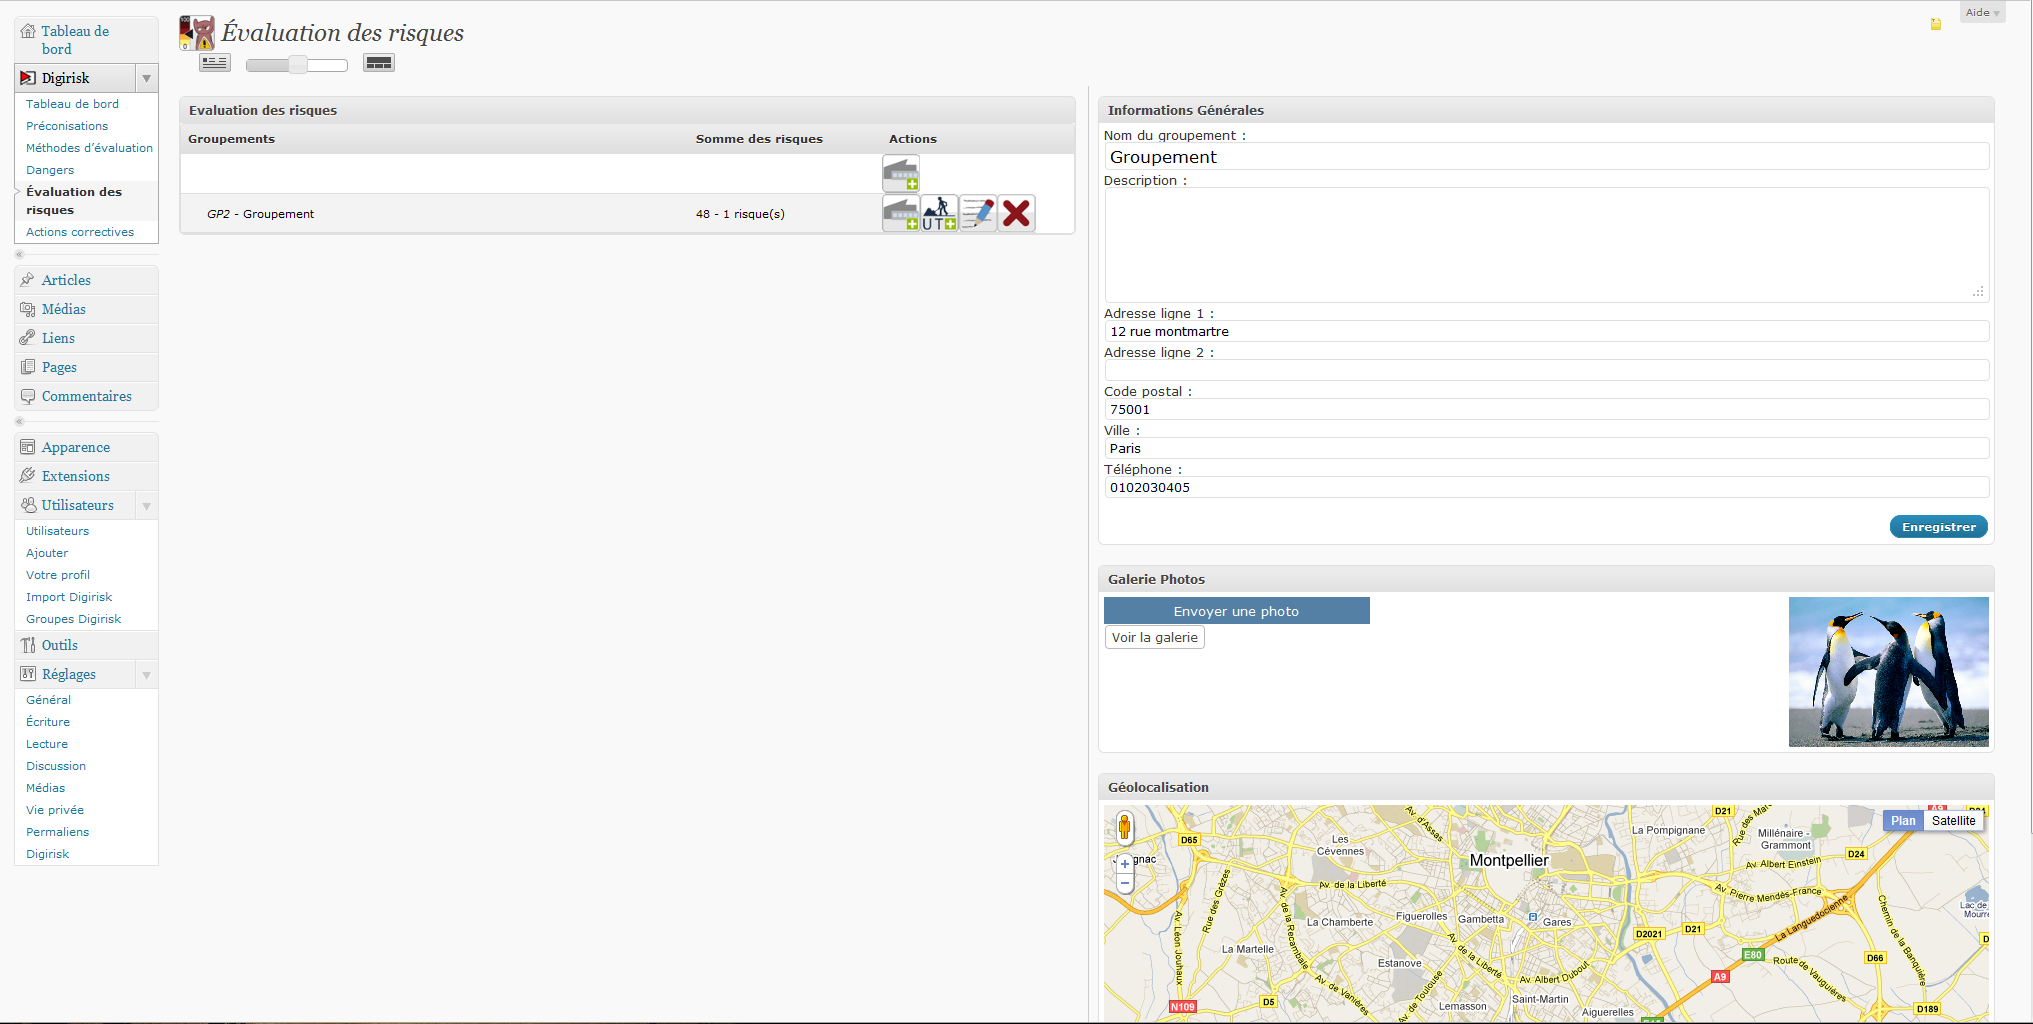 Aide
Tableau de
bord
Digirisk
Tableau de bord
Préconisations
Méthodes d'évaluation
Dangers
Évaluation des
risques
Actions correctives
Articles
Médias
Liens
Pages
Commentaires
Apparence
Extensions
Utilisateurs
Utilisateurs
Ajouter
Votre profil
Import Digirisk
Groupes Digirisk
Outils
Réglages
Général
Écriture
Lecture
Discussion
Médias
Vie privée
Permaliens
Digirisk
Évaluation des risques
Evaluation des risques
Groupements Somme des risques Actions
GP2 - Groupement 48 - 1 risque(s) UT
Informations Générales
Nom du groupement :
Groupement
Description :
Adresse ligne 1 :
12 rue montmartre
Adresse ligne 2 :
Code postal :
75001
Ville :
Paris
Téléphone :
0102030405
Enregistrer
Galerie Photos
Envoyer une photo
Voir la galerie
Géolocalisation
Plan Satellite
Montpellier
D65
Les
Cévennes
Av. d'Assas
D21
La Pompignane
Millénaire -
Grammont
A9
D24
Av. Albert Einstein
Av. Pierre Mendès-France
Av. de la Liberté
Rue des Grèzes
Av. Léon Jouhaux
Av. de la Recambale
La Chamberte
Figuerolles
Gambetta
Gares
La Martelle
Estanove
Av. de la Liberté
Av. Albert Dubout
D2021
D21
La Languedocienne
E80
A9
Route de Vauguières
Chemin de la Banquière
D66
D189
Lac de
N109
D5
Av. de Vanières
Av. de Toulouse
Lemasson
Saint-Martin
Aiguerelles